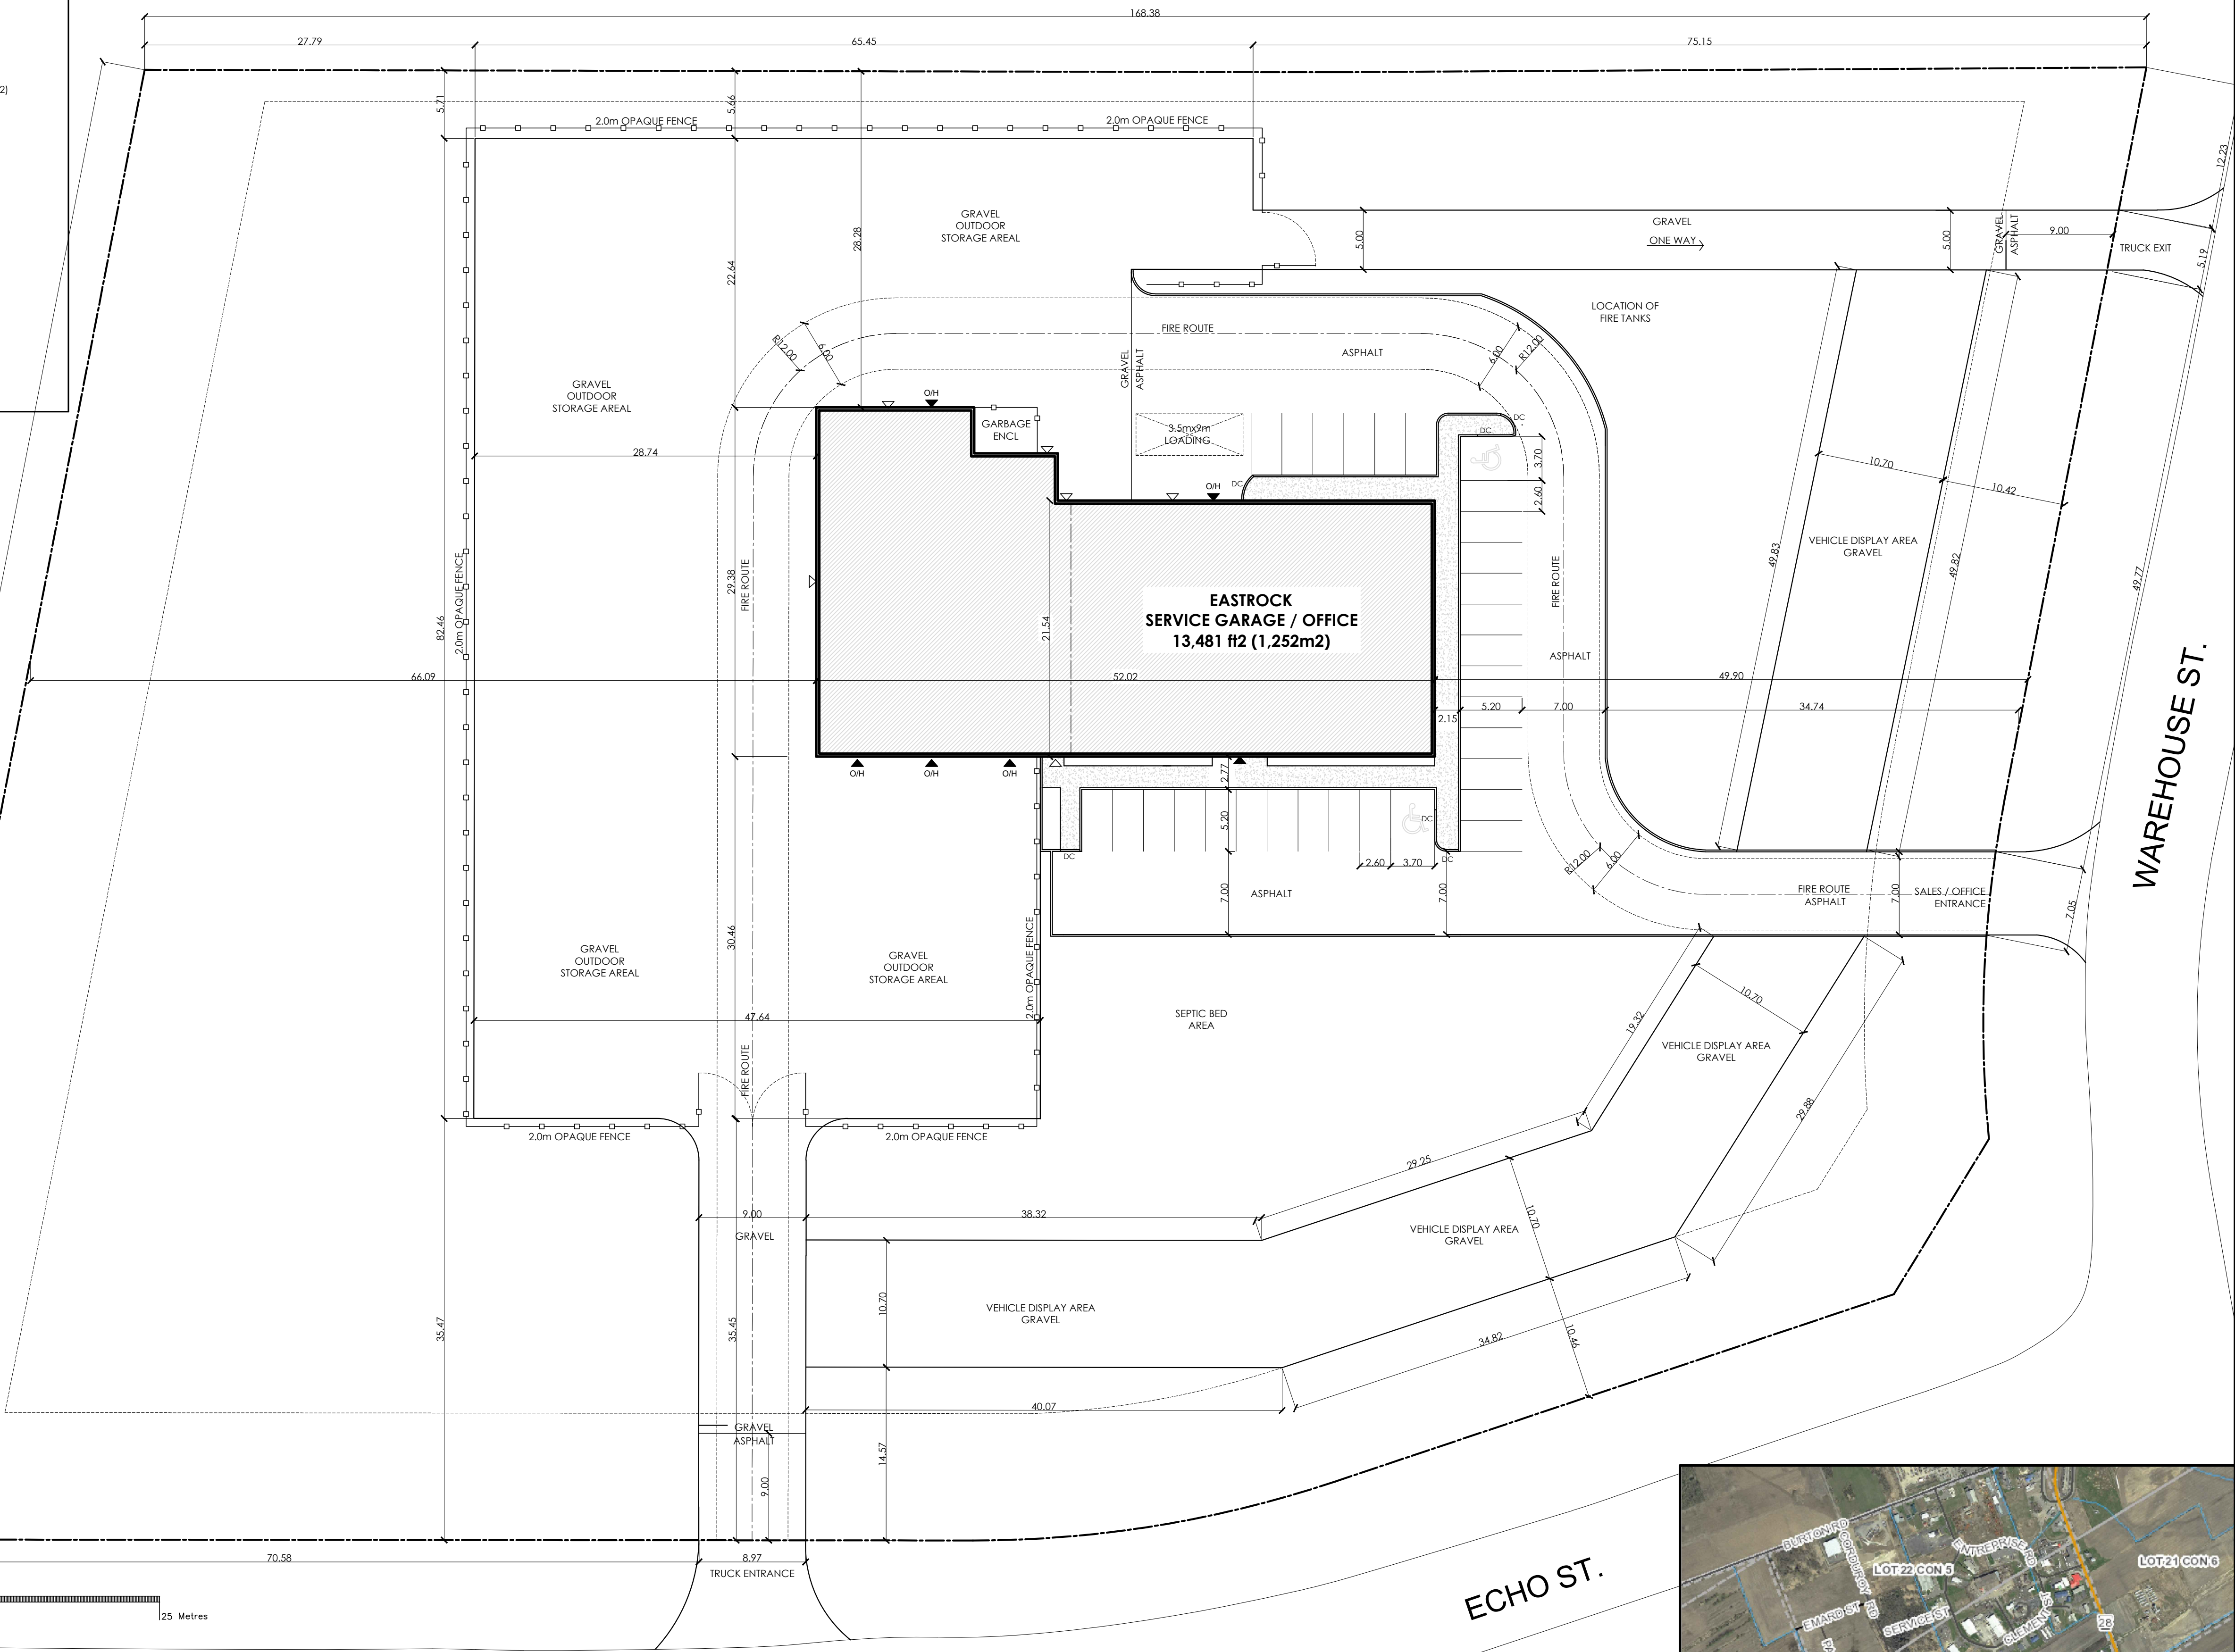 168.38
27.79
65.45
75.15
2)
5.71
5.66
2.0m OPAQUE FENCE
2.0m OPAQUE FENCE
12.23
GRAVEL
OUTDOOR
STORAGE AREAL
28.28
22.64
5.00
GRAVEL
ONE WAY
5.00
GRAVEL
ASPHALT
9.00
TRUCK EXIT
5.19
LOCATION OF
FIRE TANKS
FIRE ROUTE
R12.00
6.00
GRAVEL
ASPHALT
ASPHALT
6.00
R12.00
GRAVEL
OUTDOOR
STORAGE AREAL
O/H
GARBAGE
ENCL
3.5mx9m
LOADING
DC
DC
3.70
28.74
10.70
10.42
O/H
DC
2.60
VEHICLE DISPLAY AREA
GRAVEL
49.83
49.82
49.77
2.0m OPAQUE FENCE
82.46
29.38
FIRE ROUTE
21.54
EASTROCK
SERVICE GARAGE / OFFICE
13,481 ft2 (1,252m2)
FIRE ROUTE
ASPHALT
WAREHOUSE ST.
66.09
52.02
49.90
2.15
5.20
7.00
34.74
O/H
O/H
O/H
2.77
5.20
DC
DC
2.60
3.70
DC
R12.00
6.00
7.00
ASPHALT
7.00
FIRE ROUTE
ASPHALT
7.00
SALES / OFFICE
ENTRANCE
7.05
30.46
GRAVEL
OUTDOOR
STORAGE AREAL
GRAVEL
OUTDOOR
STORAGE AREAL
2.0m OPAQUE FENCE
47.64
SEPTIC BED
AREA
19.32
10.70
VEHICLE DISPLAY AREA
GRAVEL
FIRE ROUTE
29.88
2.0m OPAQUE FENCE
2.0m OPAQUE FENCE
29.25
9.00
38.32
GRAVEL
10.70
VEHICLE DISPLAY AREA
GRAVEL
10.70
VEHICLE DISPLAY AREA
GRAVEL
35.47
35.45
34.82
10.46
40.07
GRAVEL
ASPHALT
14.57
9.00
70.58
8.97
TRUCK ENTRANCE
25 Metres
ECHO ST.
BURTON RD
CORDUROY RD
ENTREPRISE RD
LOT 22 CON 5
LOT 21 CON 6
EMARD ST
SERVICE ST
CLEMENT ST
28